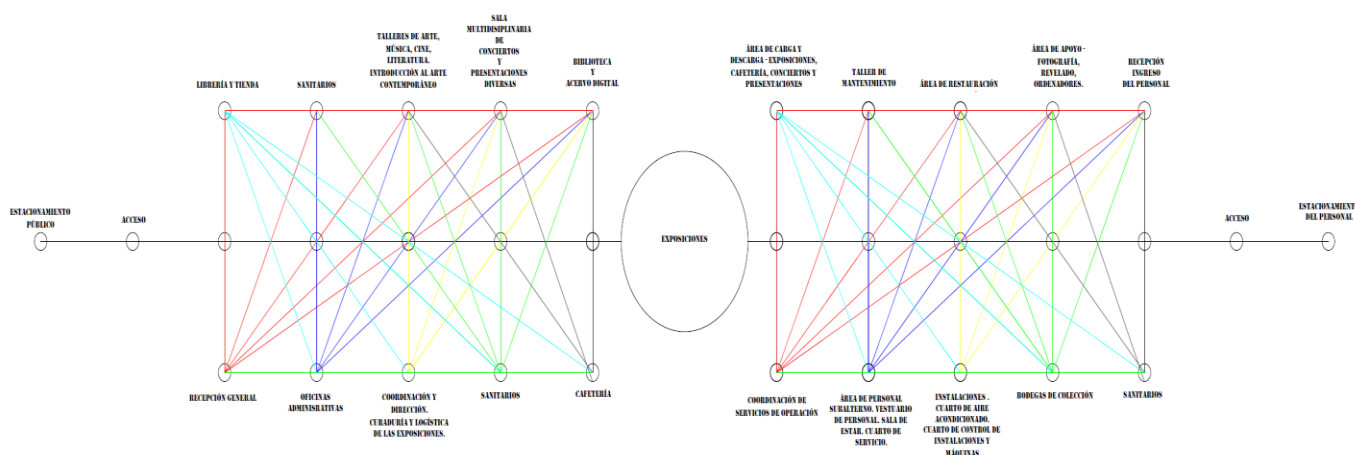 LIBRERÍA Y TIENDA
SANITARIOS
TALLERES DE ARTE,
MÚSICA, CINE,
LITERATURA.
INTRODUCCIÓN AL ARTE
CONTEMPORÁNEO
SALA
MULTIDISIPLINARIA
DE
CONCIERTOS
Y
PRESENTACIONES
DIVERSAS
BIBLIOTECA
Y
ACERVO DIGITAL
ÁREA DE CARGA Y
DESCARGA - EXPOSICIONES,
CAFETERÍA, CONCIERTOS Y
PRESENTACIONES
TALLER DE
MANTENIMIENTO
ÁREA DE RESTAURACIÓN
ÁREA DE APOYO -
FOTOGRAFÍA,
REVELADO,
ORDENADORES.
RECEPCIÓN
INGRESO
DEL PERSONAL
ESTACIONAMIENTO
PÚBLICO
ACCESO
EXPOSICIONES
ACCESO
ESTACIONAMIENT
DEL PERSONAL
RECEPCIÓN GENERAL
OFICINAS
ADMINISRATIVAS
COORDINACIÓN Y
DIRECCIÓN.
CURADURÍA Y LOGÍSTICA
DE LAS EXPOSICIONES.
SANITARIOS
CAFETERÍA
COORDINACIÓN DE
SERVICIOS DE OPERACIÓN
ÁREA DE PERSONAL
SUBALTERNO. VESTUARIO
DE PERSONAL. SALA DE
ESTAR. CUARTO DE
SERVICIO.
INSTALACIONES .
CUARTO DE AIRE
ACONDICIONADO.
CUARTO DE CONTROL DE
INSTALACIONES Y
MÁQUINAS
BODEGAS DE COLECCIÓN
SANITARIOS